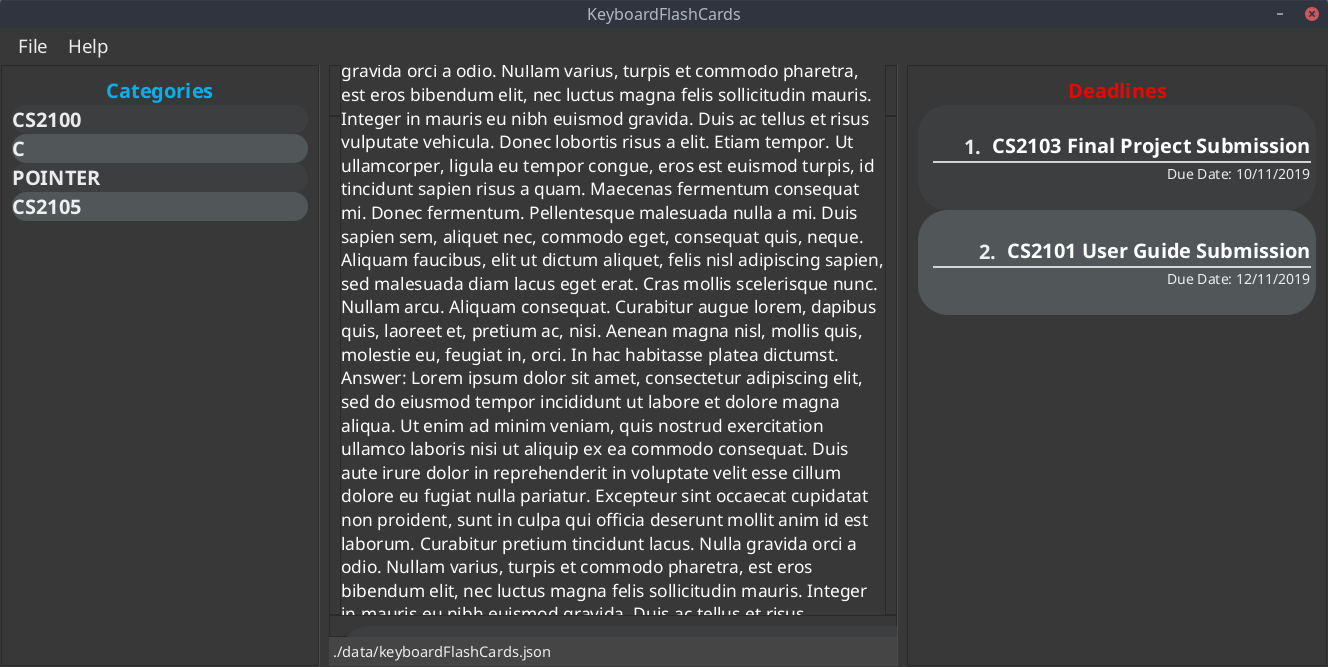 KeyboardFlashCards
File Help
Categories
CS2100
C
POINTER
CS2105
gravida orci a odio. Nullam varius, turpis et commodo pharetra,
est eros bibendum elit, nec luctus magna felis sollicitudin mauris.
Integer in mauris eu nibh euismod gravida. Duis ac tellus et risus
vulputate vehicula. Donec lobortis risus a elit. Etiam tempor. Ut
ullamcorper, ligula eu tempor congue, eros est euismod turpis, id
tincidunt sapien risus a quam. Maecenas fermentum consequat
mi. Donec fermentum. Pellentesque malesuada nulla a mi. Duis
sapien sem, aliquet nec, commodo eget, consequat quis, neque.
Aliquam faucibus, elit ut dictum aliquet, felis nisl adipiscing sapien,
sed malesuada diam lacus eget erat. Cras mollis scelerisque nunc.
Nullam arcu. Aliquam consequat. Curabitur augue lorem, dapibus
quis, laoreet et, pretium ac, nisi. Aenean magna nisl, mollis quis,
molestie eu, feugiat in, orci. In hac habitasse platea dictumst.
Answer: Lorem ipsum dolor sit amet, consectetur adipiscing elit,
sed do eiusmod tempor incididunt ut labore et dolore magna
aliqua. Ut enim ad minim veniam, quis nostrud exercitation
ullamco laboris nisi ut aliquip ex ea commodo consequat. Duis
aute irure dolor in reprehenderit in voluptate velit esse cillum
dolore eu fugiat nulla pariatur. Excepteur sint occaecat cupidatat
non proident, sunt in culpa qui officia deserunt mollit anim id est
laborum. Curabitur pretium tincidunt lacus. Nulla gravida orci a
odio. Nullam varius, turpis et commodo pharetra, est eros
bibendum elit, nec luctus magna felis sollicitudin mauris. Integer
in mauris eu nibh euismod gravida. Duis ac tellus et risus
./data/keyboardFlashCards.json
Deadlines
1. CS2103 Final Project Submission
Due Date: 10/11/2019
2. CS2101 User Guide Submission
Due Date: 12/11/2019